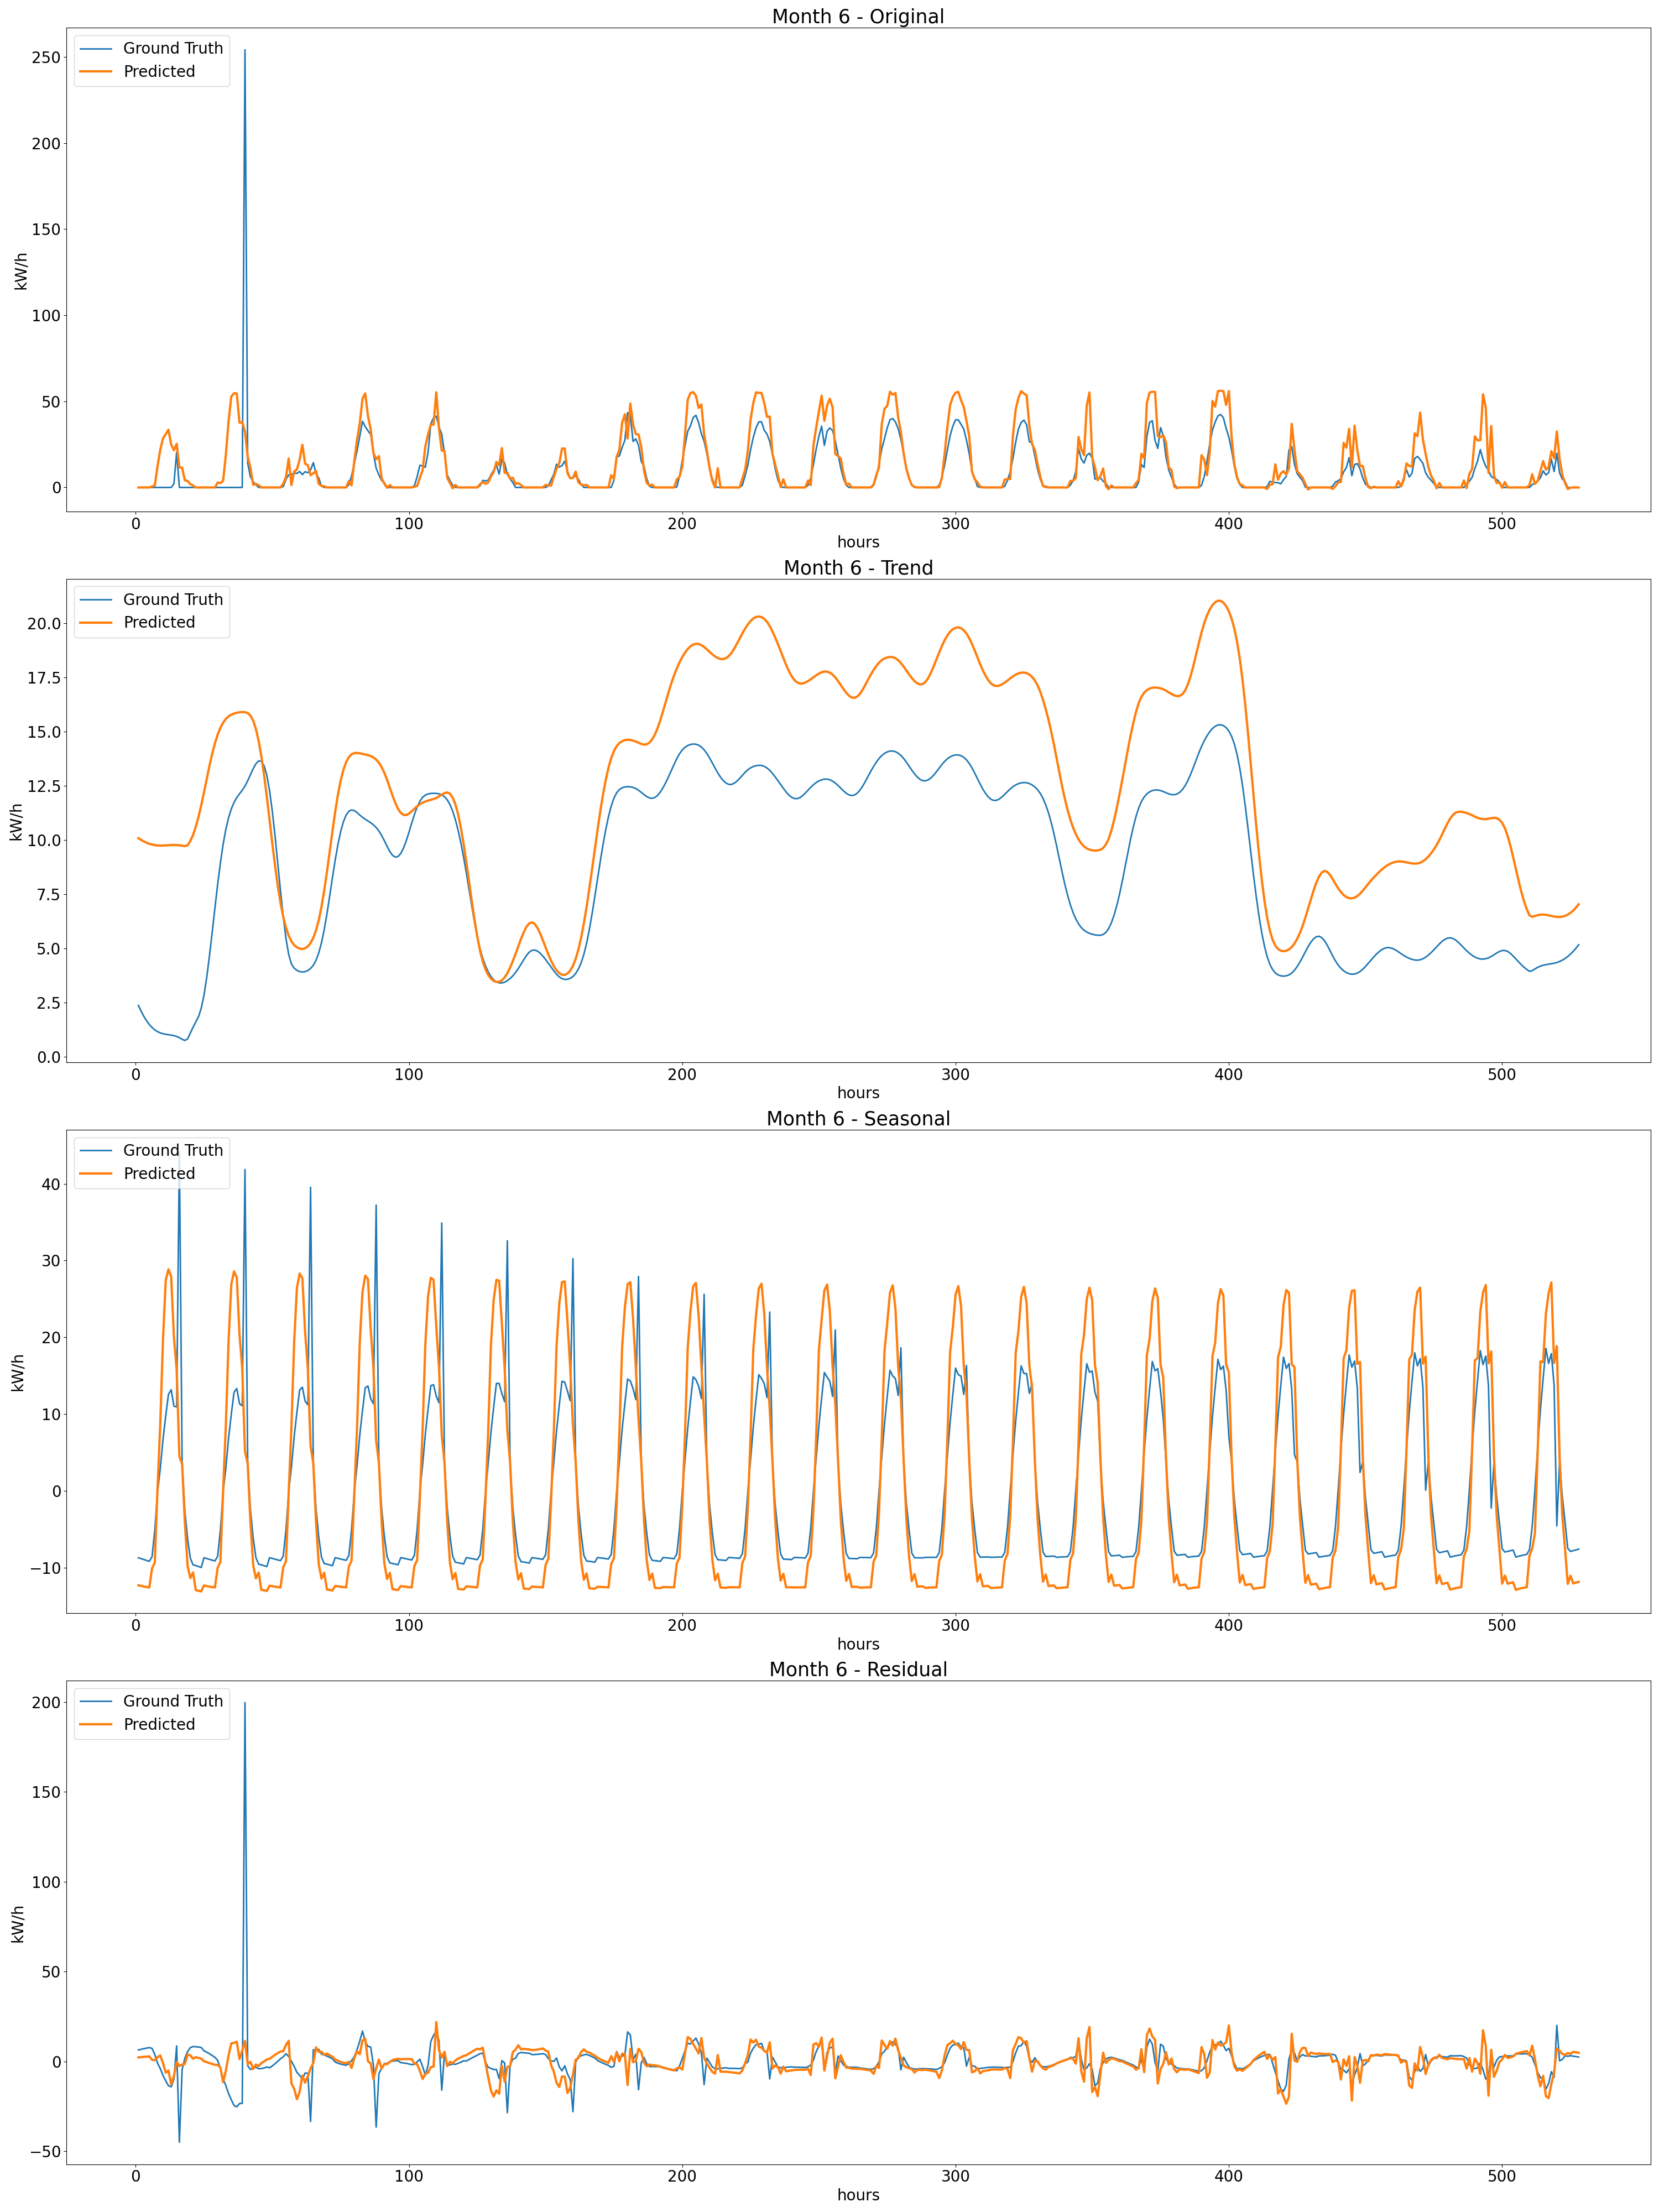 Month 6 - Original
Ground Truth
Predicted
250
200
150
100
50
0
kW/h
0 100 200 300 400 500
hours
Month 6 - Trend
Ground Truth
Predicted
20.0
17.5
15.0
12.5
10.0
7.5
5.0
2.5
0.0
kW/h
0 100 200 300 400 500
hours
Month 6 - Seasonal
Ground Truth
Predicted
40
30
20
10
0
−10
kW/h
0 100 200 300 400 500
hours
Month 6 - Residual
Ground Truth
Predicted
200
150
100
50
0
−50
kW/h
0 100 200 300 400 500
hours